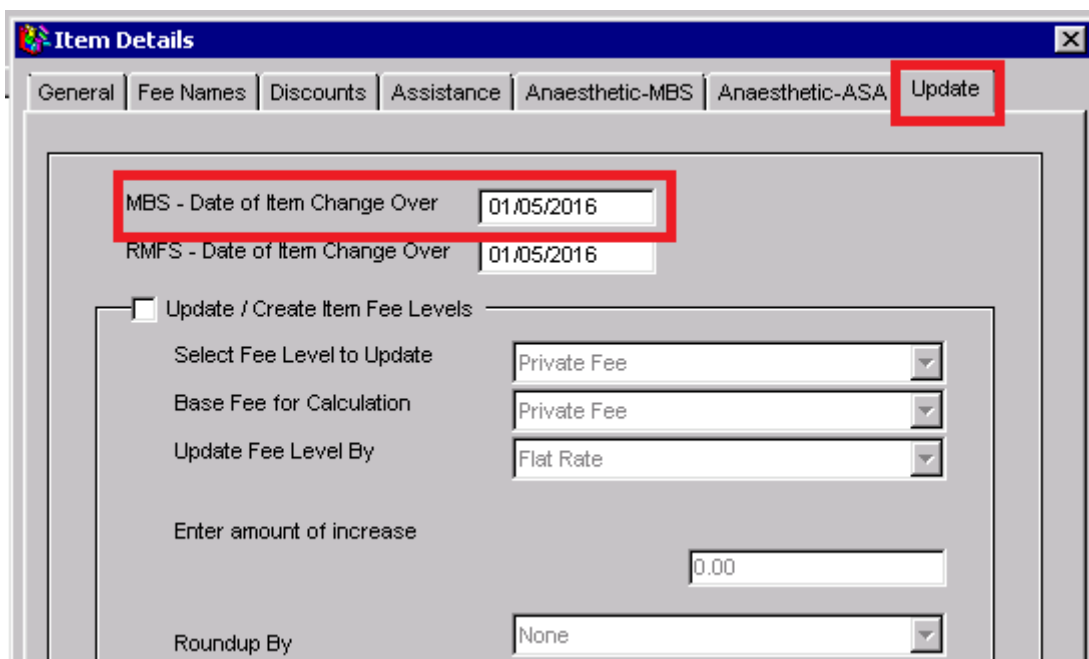 Item Details
General Fee Names Discounts Assistance Anaesthetic-MBS Anaesthetic-ASA Update
MBS - Date of Item Change Over 01/05/2016
RMFS - Date of Item Change Over 01/05/2016
Update / Create Item Fee Levels
Select Fee Level to Update Private Fee
Base Fee for Calculation Private Fee
Update Fee Level By Flat Rate
Enter amount of increase
0.00
Roundup By None